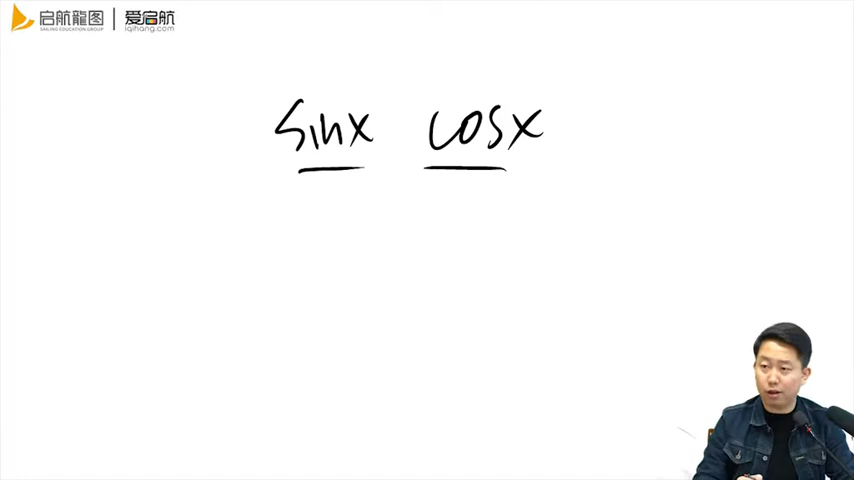 启航龍图 爱启航
SAILING EDUCATION GROUP iqihang.com
sinx cosx